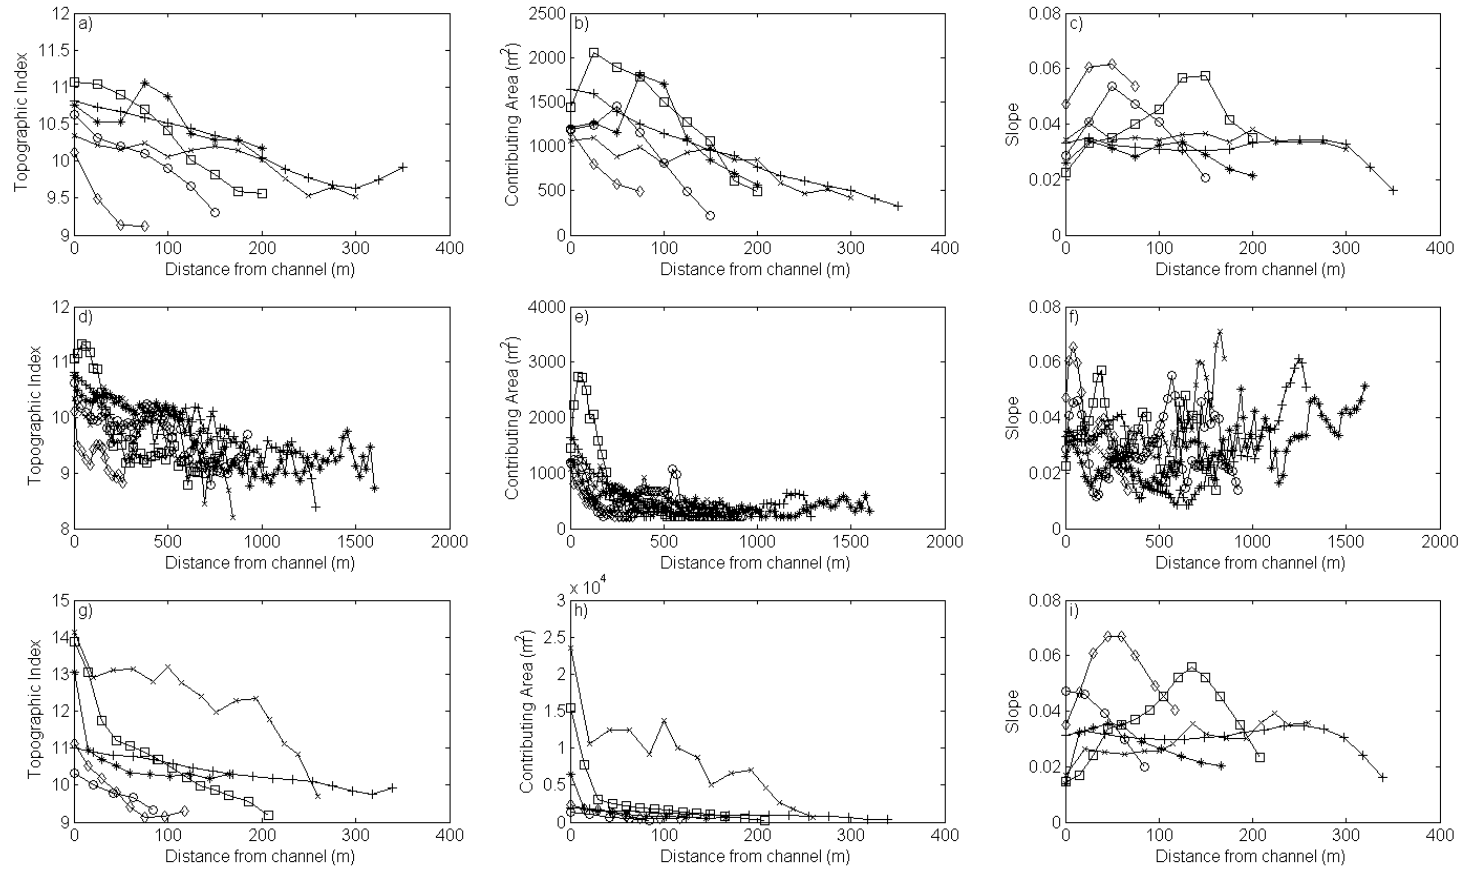 a)
Topographic Index
12
11.5
11
10.5
10
9.5
9
0 100 200 300 400
Distance from channel (m)
b)
Contributing Area (m²)
2500
2000
1500
1000
500
0
0 100 200 300 400
Distance from channel (m)
c)
Slope
0.08
0.06
0.04
0.02
0
0 100 200 300 400
Distance from channel (m)
d)
Topographic Index
12
11
10
9
8
0 500 1000 1500 2000
Distance from channel (m)
e)
Contributing Area (m²)
4000
3000
2000
1000
0
0 500 1000 1500 2000
Distance from channel (m)
f)
Slope
0.08
0.06
0.04
0.02
0
0 500 1000 1500 2000
Distance from channel (m)
g)
Topographic Index
15
14
13
12
11
10
9
0 100 200 300 400
Distance from channel (m)
x 10⁴
h)
Contributing Area (m²)
3
2.5
2
1.5
1
0.5
0
0 100 200 300 400
Distance from channel (m)
i)
Slope
0.08
0.06
0.04
0.02
0
0 100 200 300 400
Distance from channel (m)